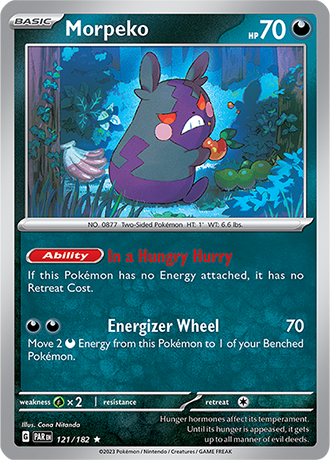 BASIC
Morpeko
HP 70
NO. 0877 Two-Sided Pokémon HT: 1' WT: 6.6 lbs.
Ability In a Hungry Hurry
If this Pokémon has no Energy attached, it has no
Retreat Cost.
Energizer Wheel 70
Move 2 Energy from this Pokémon to 1 of your Benched
Pokémon.
weakness ×2 resistance retreat
Illus. Cona Nitanda
G PAR EN 121/182 ★
Hunger hormones affect its temperament.
Until its hunger is appeased, it gets
up to all manner of evil deeds.
©2023 Pokémon / Nintendo / Creatures / GAME FREAK